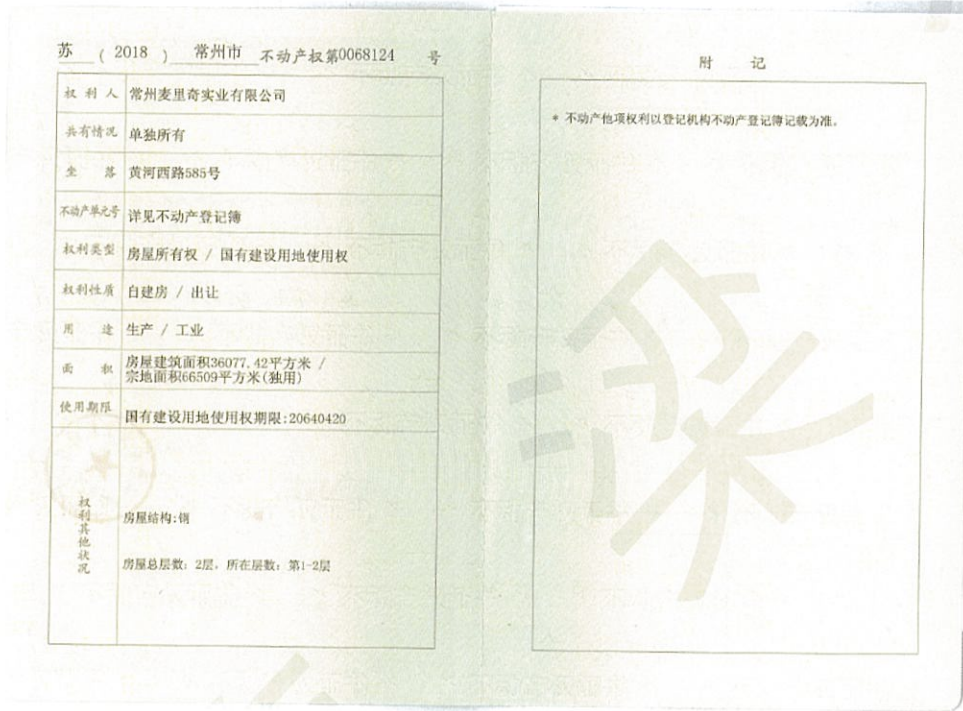 苏 ( 2018 ) 常州市 不动产权第0068124 号
权利人 常州麦里奇实业有限公司
共有情况 单独所有
坐落 黄河西路585号
不动产单元号 详见不动产登记簿
权利类型 房屋所有权 / 国有建设用地使用权
权利性质 自建房 / 出让
用途 生产 / 工业
面积 房屋建筑面积36077.42平方米 /
宗地面积66509平方米(独用)
使用期限 国有建设用地使用权期限:20640420
权利其他状况
房屋结构:钢
房屋总层数: 2层, 所在层数: 第1-2层
附 记
* 不动产他项权利以登记机构不动产登记簿记载为准。